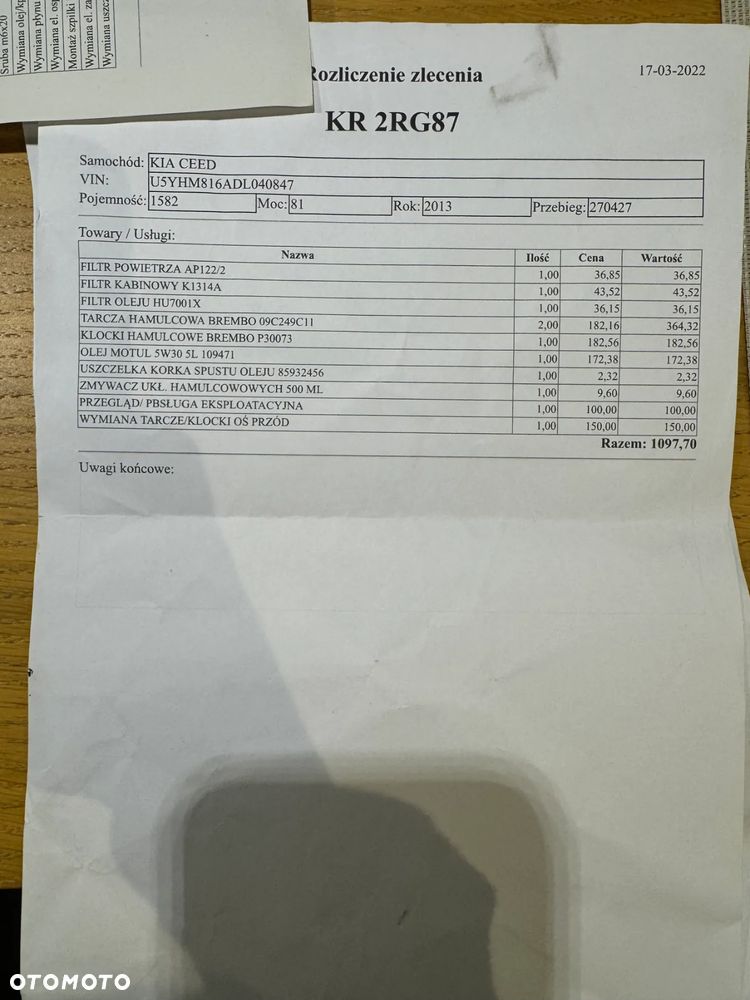 Śruba m6x20
Wymiana olej/kp
Wymiana płynu
Wymiana el. osp
Montaż szpilki
Wymiana el. za
Wymiana uszcz
Rozliczenie zlecenia
17-03-2022
KR 2RG87
Samochód: KIA CEED
VIN: U5YHM816ADL040847
Pojemność: 1582 Moc: 81 Rok: 2013 Przebieg: 270427
Towary / Usługi:
Nazwa Ilość Cena Wartość
FILTR POWIETRZA AP122/2 1,00 36,85 36,85
FILTR KABINOWY K1314A 1,00 43,52 43,52
FILTR OLEJU HU7001X 1,00 36,15 36,15
TARCZA HAMULCOWA BREMBO 09C249C11 2,00 182,16 364,32
KLOCKI HAMULCOWE BREMBO P30073 1,00 182,56 182,56
OLEJ MOTUL 5W30 5L 109471 1,00 172,38 172,38
USZCZELKA KORKA SPUSTU OLEJU 85932456 1,00 2,32 2,32
ZMYWACZ UKŁ. HAMULCOWOWYCH 500 ML 1,00 9,60 9,60
PRZEGLĄD/ PBSŁUGA EKSPLOATACYJNA 1,00 100,00 100,00
WYMIANA TARCZE/KLOCKI OŚ PRZÓD 1,00 150,00 150,00
Razem: 1097,70
Uwagi końcowe:
OTOMOTO